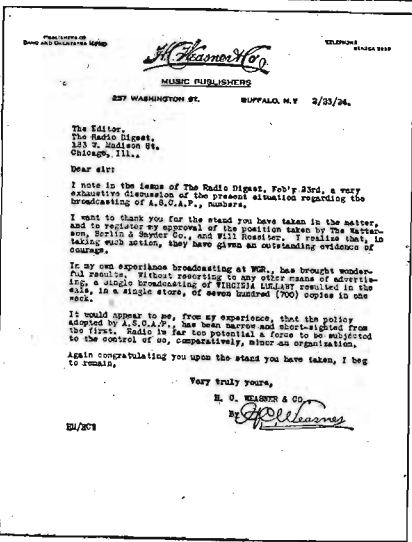 PUBLISHERS OF
BAND AND ORCHESTRA MUSIC
TELEPHONE
SENECA
H.C. Weasner & Co.
MUSIC PUBLISHERS
237 WASHINGTON ST. BUFFALO, N.Y 2/23/24.
The Editor.
The Radio Digest.
W. Madison St.
Chicago, Ill.,
Dear sir:
I note in the issue of The Radio Digest, Feb'y 23rd, a very
exhaustive discussion of the present situation regarding the
broadcasting of A.S.C.A.P., numbers.
I want to thank you for the stand you have taken in the matter,
and to register my approval of the position taken by The Watter-
son, Berlin & Snyder Co., and Will Rossiter. I realize that, in
taking such action, they have given an outstanding evidence of
courage.
In my own experience broadcasting at WGR., has brought wonder-
ful results. Without resorting to any other means of advertis-
ing, a single broadcasting of VIRGINIA LULLABY resulted in the
sale, in a single store, of seven hundred (700) copies in one
week.
It would appear to me, from my experience, that the policy
adopted by A.S.C.A.P., has been narrow and short-sighted from
the first. Radio is far too potential a force to be subjected
to the control of so, comparatively, minor an organization.
Again congratulating you upon the stand you have taken, I beg
to remain,
Very truly yours,
H. C. WEASNER & CO.,
By H C Weasner